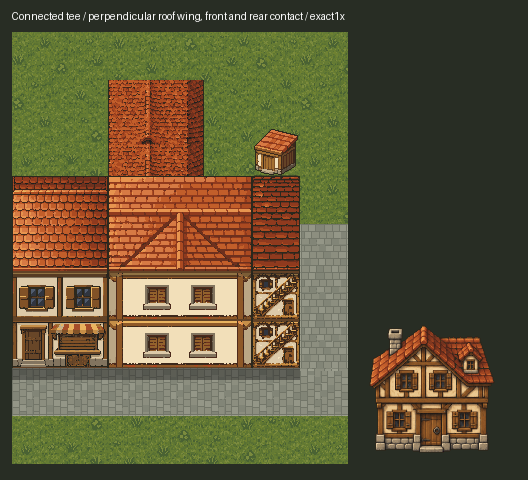 Connected tee / perpendicular roof wing, front and rear contact / exact1x